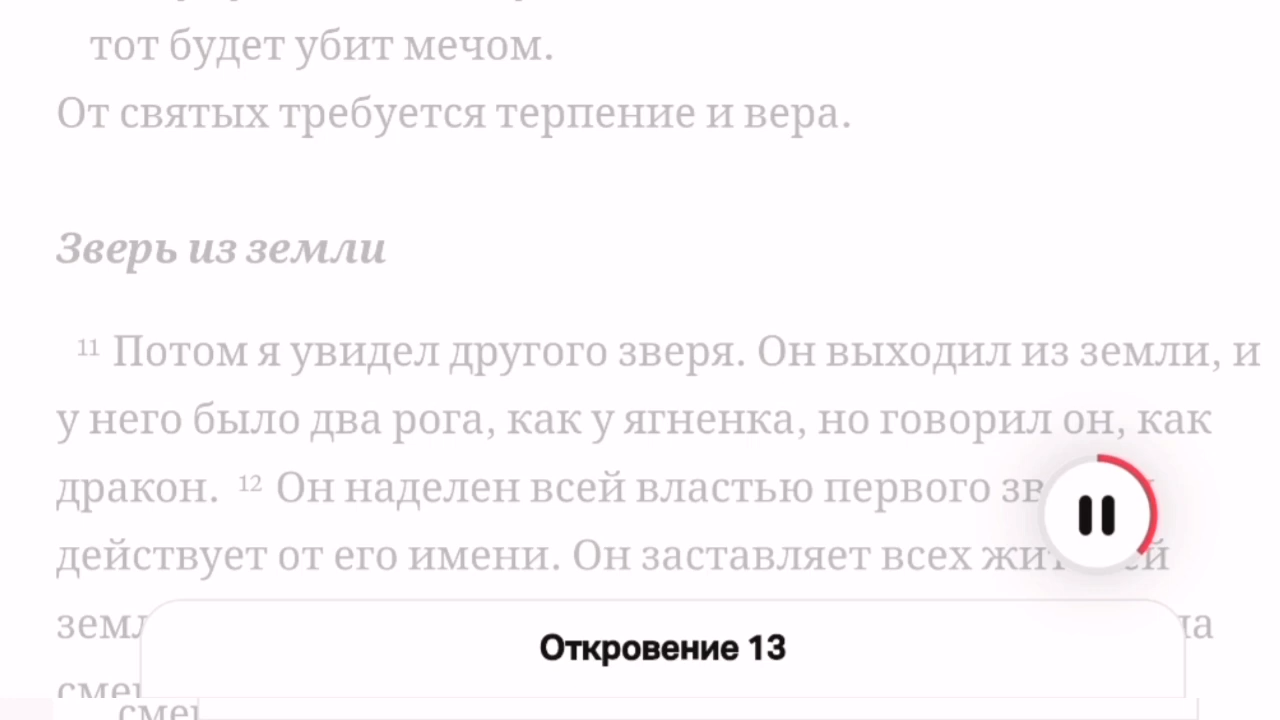 тот будет убит мечом.
От святых требуется терпение и вера.
Зверь из земли
11 Потом я увидел другого зверя. Он выходил из земли, и
у него было два рога, как у ягненка, но говорил он, как
дракон. 12 Он наделен всей властью первого
действует от его имени. Он заставляет всех
Откровение 13